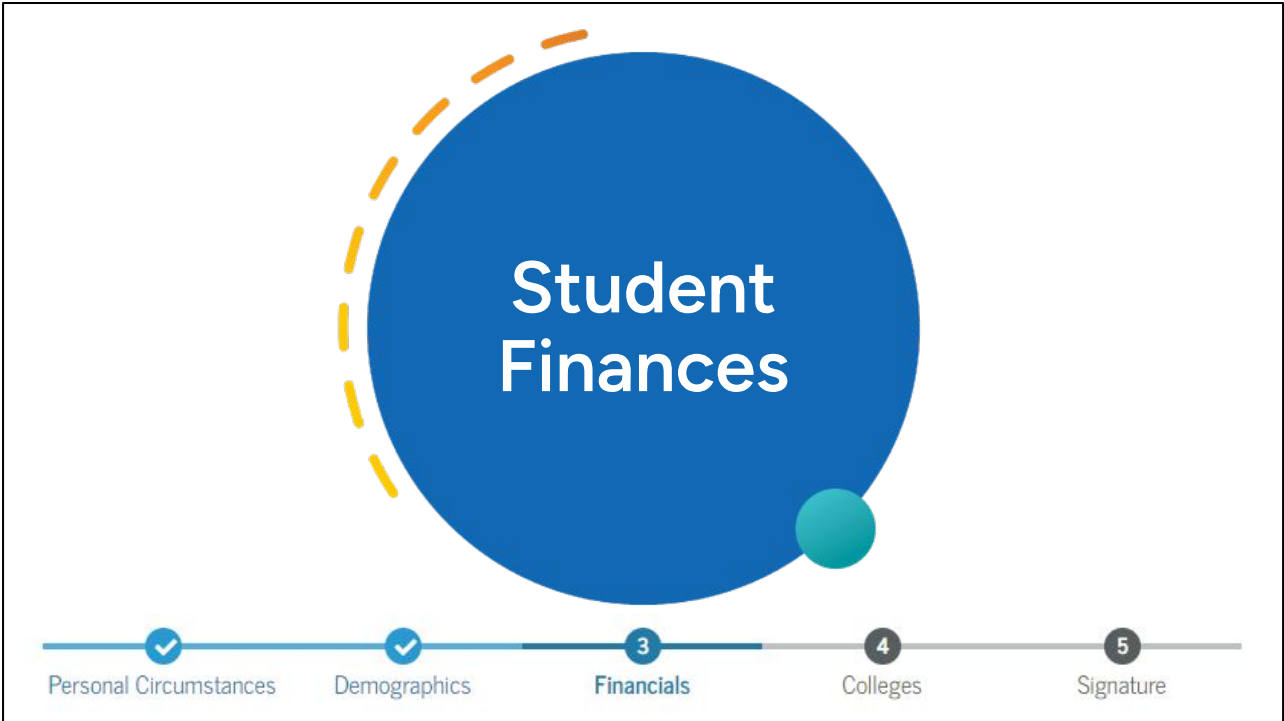 Student
Finances
3 4 5
Personal Circumstances Demographics Financials Colleges Signature